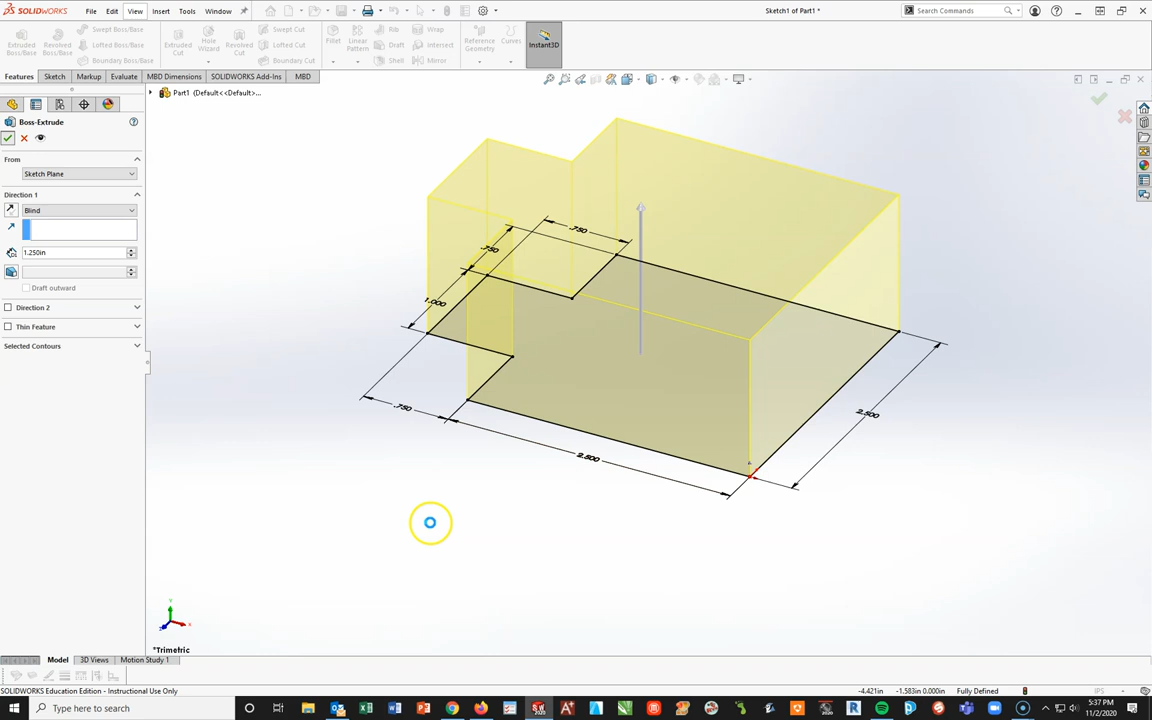 SOLIDWORKS File Edit View Insert Tools Window Sketch1 of Part1 * Search Commands
Extruded Boss/Base Revolved Boss/Base Swept Boss/Base Lofted Boss/Base Boundary Boss/Base Extruded Cut Hole Wizard Revolved Cut Swept Cut Lofted Cut Boundary Cut Fillet Linear Pattern Rib Draft Shell Wrap Intersect Mirror Reference Geometry Curves Instant3D
Features Sketch Markup Evaluate MBD Dimensions SOLIDWORKS Add-Ins MBD
Part1 (Default<<Default>...
Boss-Extrude
From
Sketch Plane
Direction 1
Blind
1.250in
Draft outward
Direction 2
Thin Feature
Selected Contours
.750
.750
1.000
.750
2.500
2.500
Y
X
Z
*Trimetric
Model 3D Views Motion Study 1
SOLIDWORKS Education Edition - Instructional Use Only -4.421in -1.583in 0.000in Fully Defined IPS
Type here to search 5:37 PM
11/2/2020